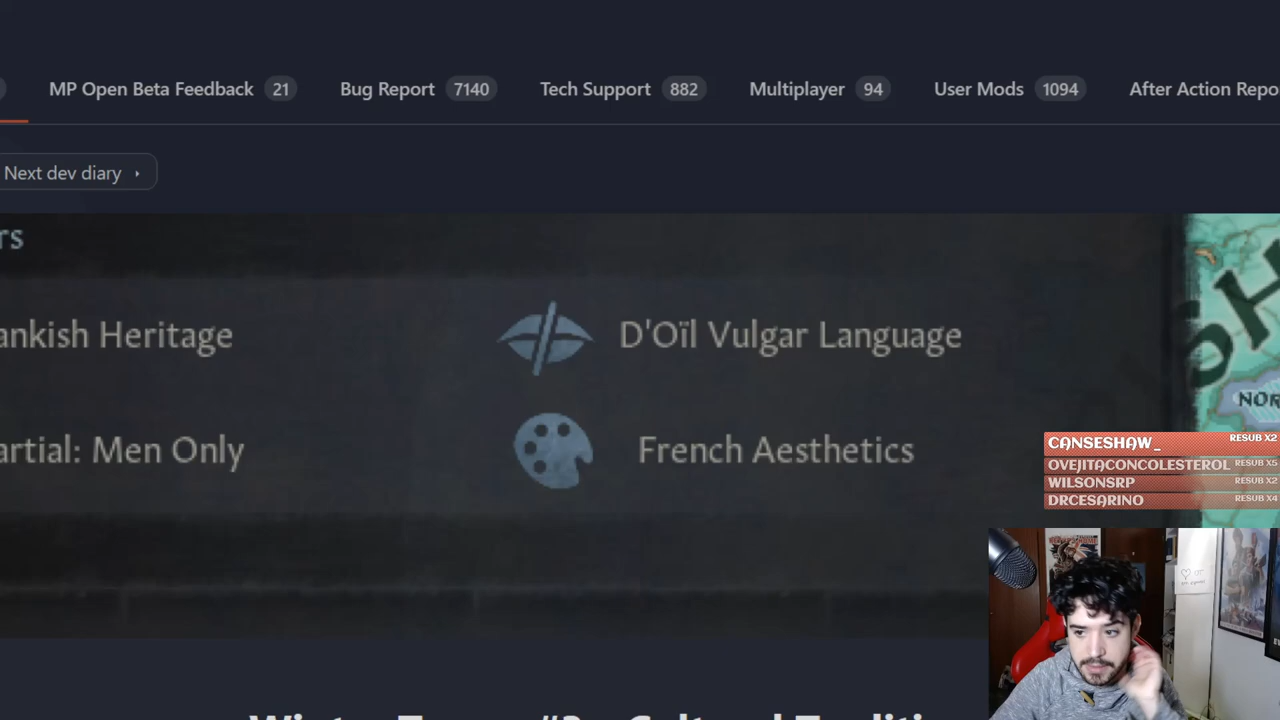 MP Open Beta Feedback 21 Bug Report 7140 Tech Support 882 Multiplayer 94 User Mods 1094 After Action Repo
Next dev diary
rs
ankish Heritage
D'Oïl Vulgar Language
artial: Men Only
French Aesthetics
NOR
CANSESHAW_ RESUB X2
OVEJITACONCOLESTEROL RESUB X5
WILSONSRP RESUB X2
DRCESARINO RESUB X4